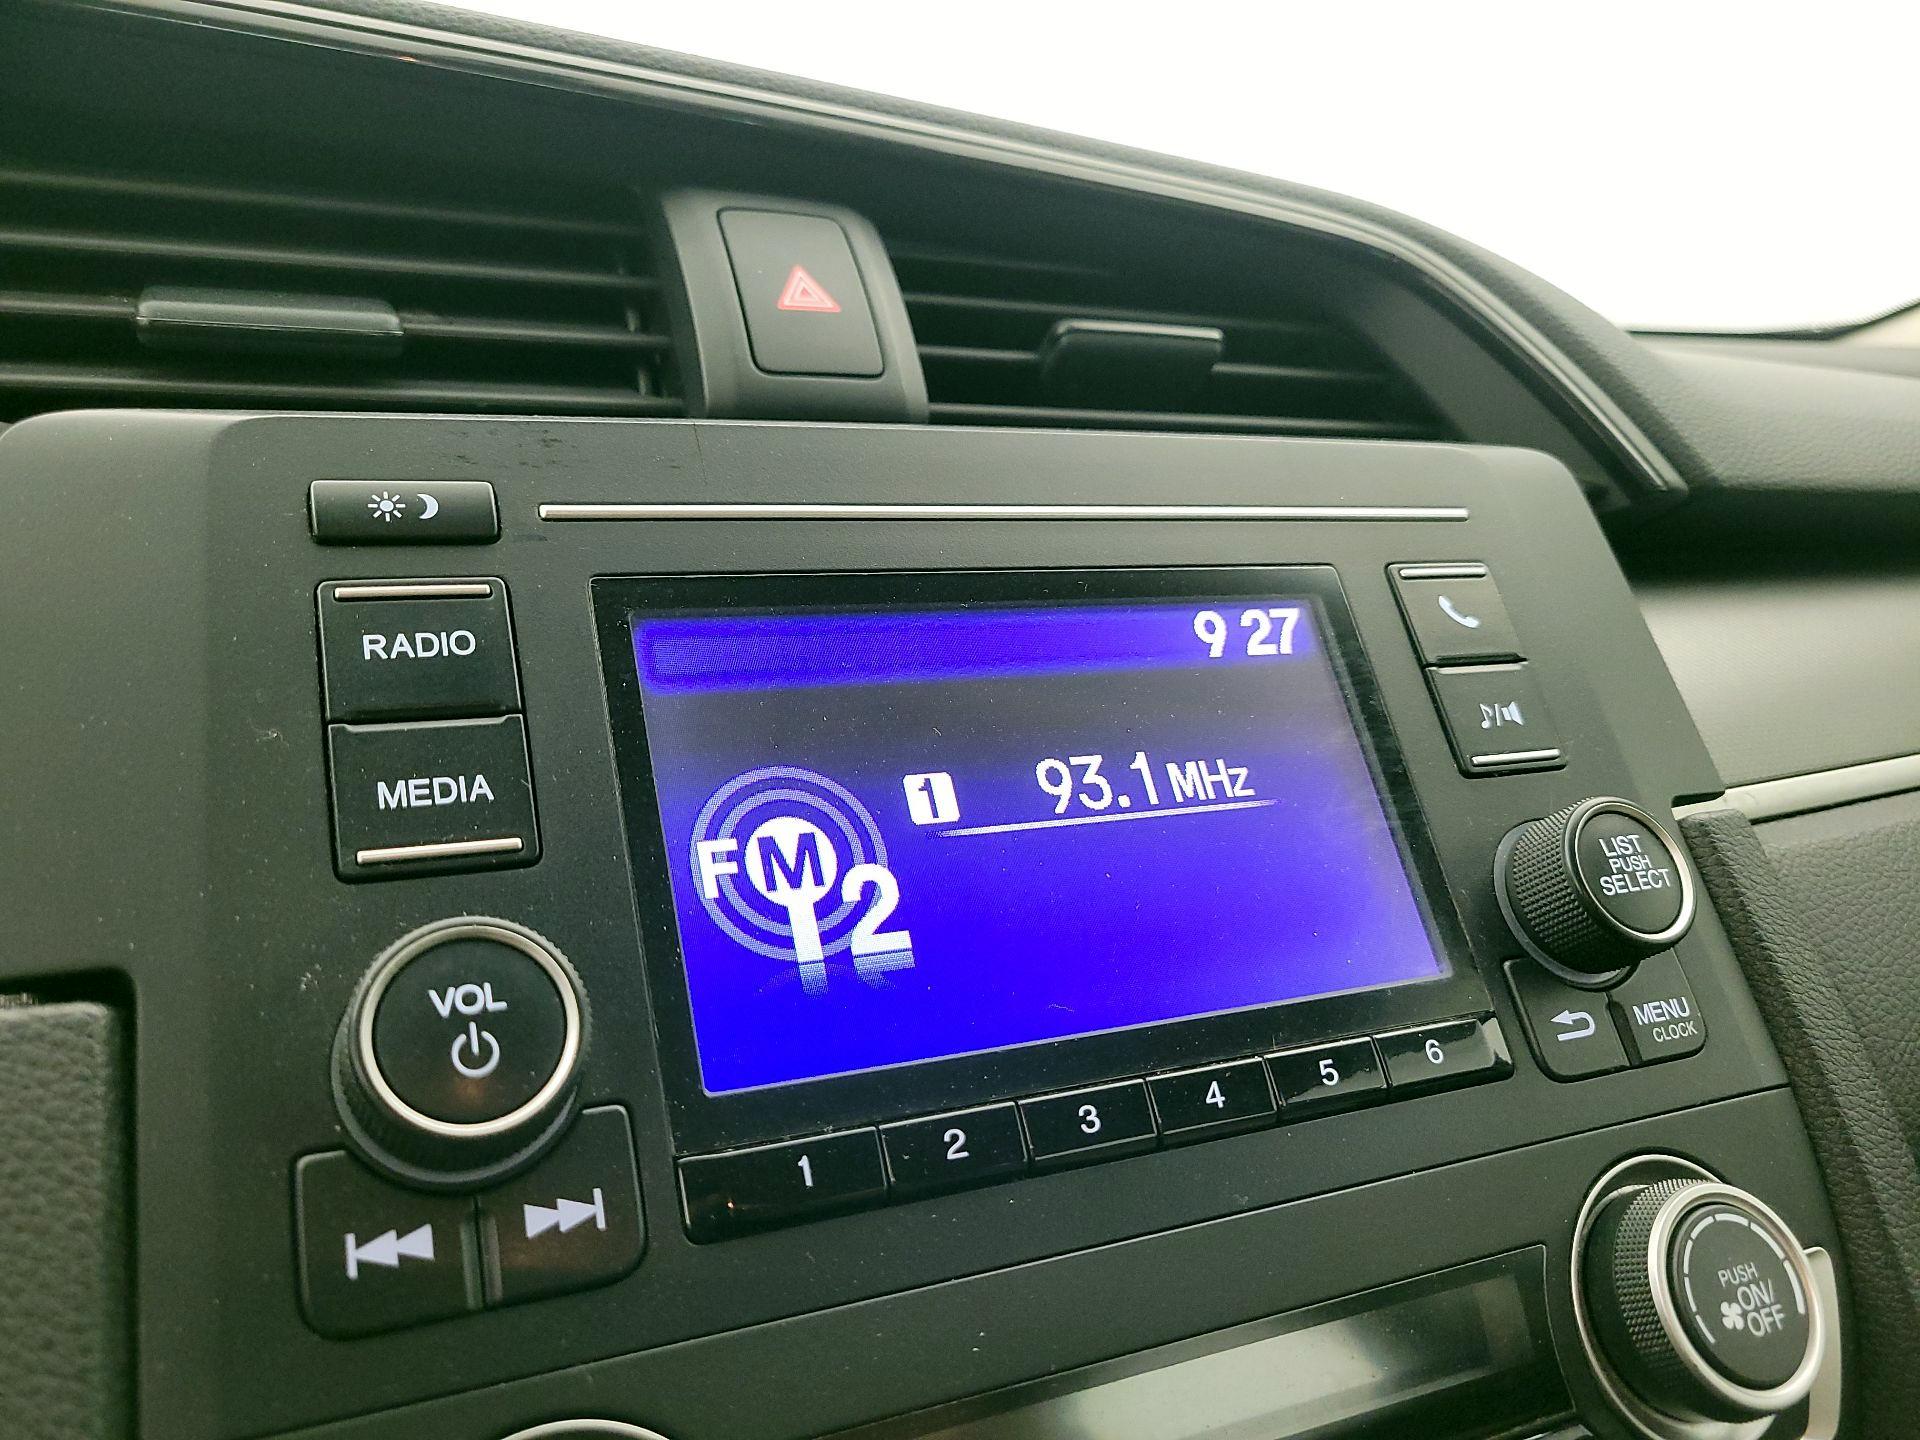 RADIO
MEDIA
VOL
9 27
1 93.1 MHz
FM 2
LIST
PUSH
SELECT
MENU
CLOCK
1 2 3 4 5 6
PUSH
ON/
OFF